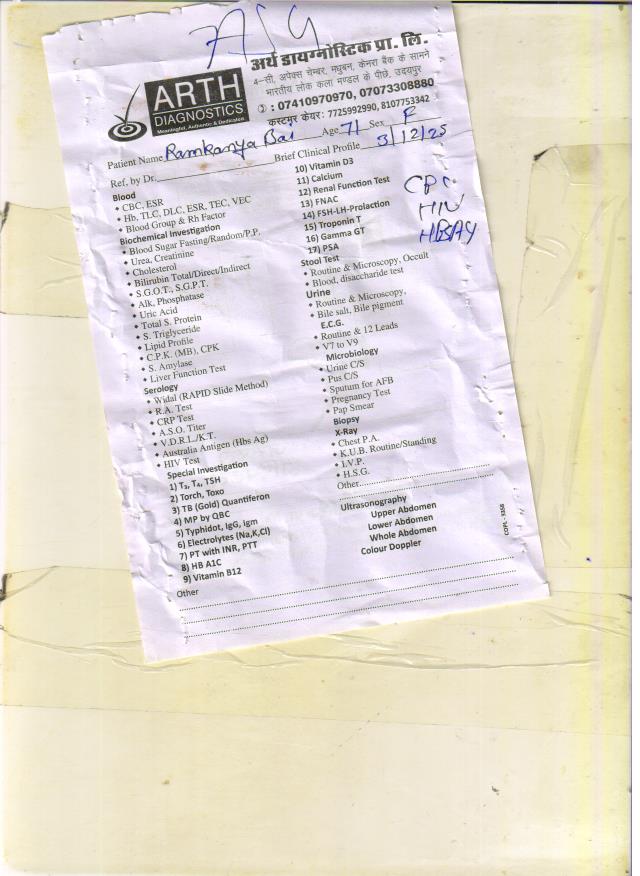 ASG
अर्थ डायग्नोस्टिक प्रा. लि.
4–सी, अपेक्स चेम्बर, मधुबन, केनरा बैंक के सामने
भारतीय लोक कला मण्डल के पीछे, उदयपुर
: 07410970970, 07073308880
कस्टमर केयर: 7725992990, 8107753342
ARTH
DIAGNOSTICS
Meaningful, Authentic & Dedicated
Patient Name Ramkanya Bai Age 71 Sex F
Ref. by Dr. Brief Clinical Profile 3/12/25
Blood
• CBC, ESR
• Hb, TLC, DLC, ESR, TEC, VEC
• Blood Group & Rh Factor
Biochemical Investigation
• Blood Sugar Fasting/Random/P.P.
• Urea, Creatinine
• Cholesterol
• Bilirubin Total/Direct/Indirect
• S.G.O.T., S.G.P.T.
• Alk, Phosphatase
• Uric Acid
• Total S. Protein
• S. Triglyceride
• Lipid Profile
• C.P.K. (MB), CPK
• S. Amylase
• Liver Function Test
Serology
• Widal (RAPID Slide Method)
• R.A. Test
• CRP Test
• A.S.O. Titer
• V.D.R.L./K.T.
• Australia Antigen (Hbs Ag)
• HIV Test
Special Investigation
1) T₃, T₄, TSH
2) Torch, Toxo
3) TB (Gold) Quantiferon
4) MP by QBC
5) Typhidot, IgG, Igm
6) Electrolytes (Na,K,Cl)
7) PT with INR, PTT
8) HB A1C
9) Vitamin B12
Other
10) Vitamin D3
11) Calcium
12) Renal Function Test
13) FNAC
14) FSH-LH-Prolaction
15) Troponin T
16) Gamma GT
17) PSA
Stool Test
• Routine & Microscopy, Occult
• Blood, disaccharide test
Urine
• Routine & Microscopy,
• Bile salt, Bile pigment
E.C.G.
• Routine & 12 Leads
• V7 to V9
Microbiology
• Urine C/S
• Pus C/S
• Sputum for AFB
• Pregnancy Test
• Pap Smear
Biopsy
X-Ray
• Chest P.A.
• K.U.B. Routine/Standing
• I.V.P.
• H.S.G.
Other
Ultrasonography
Upper Abdomen
Lower Abdomen
Whole Abdomen
Colour Doppler
HIV
HBSAg